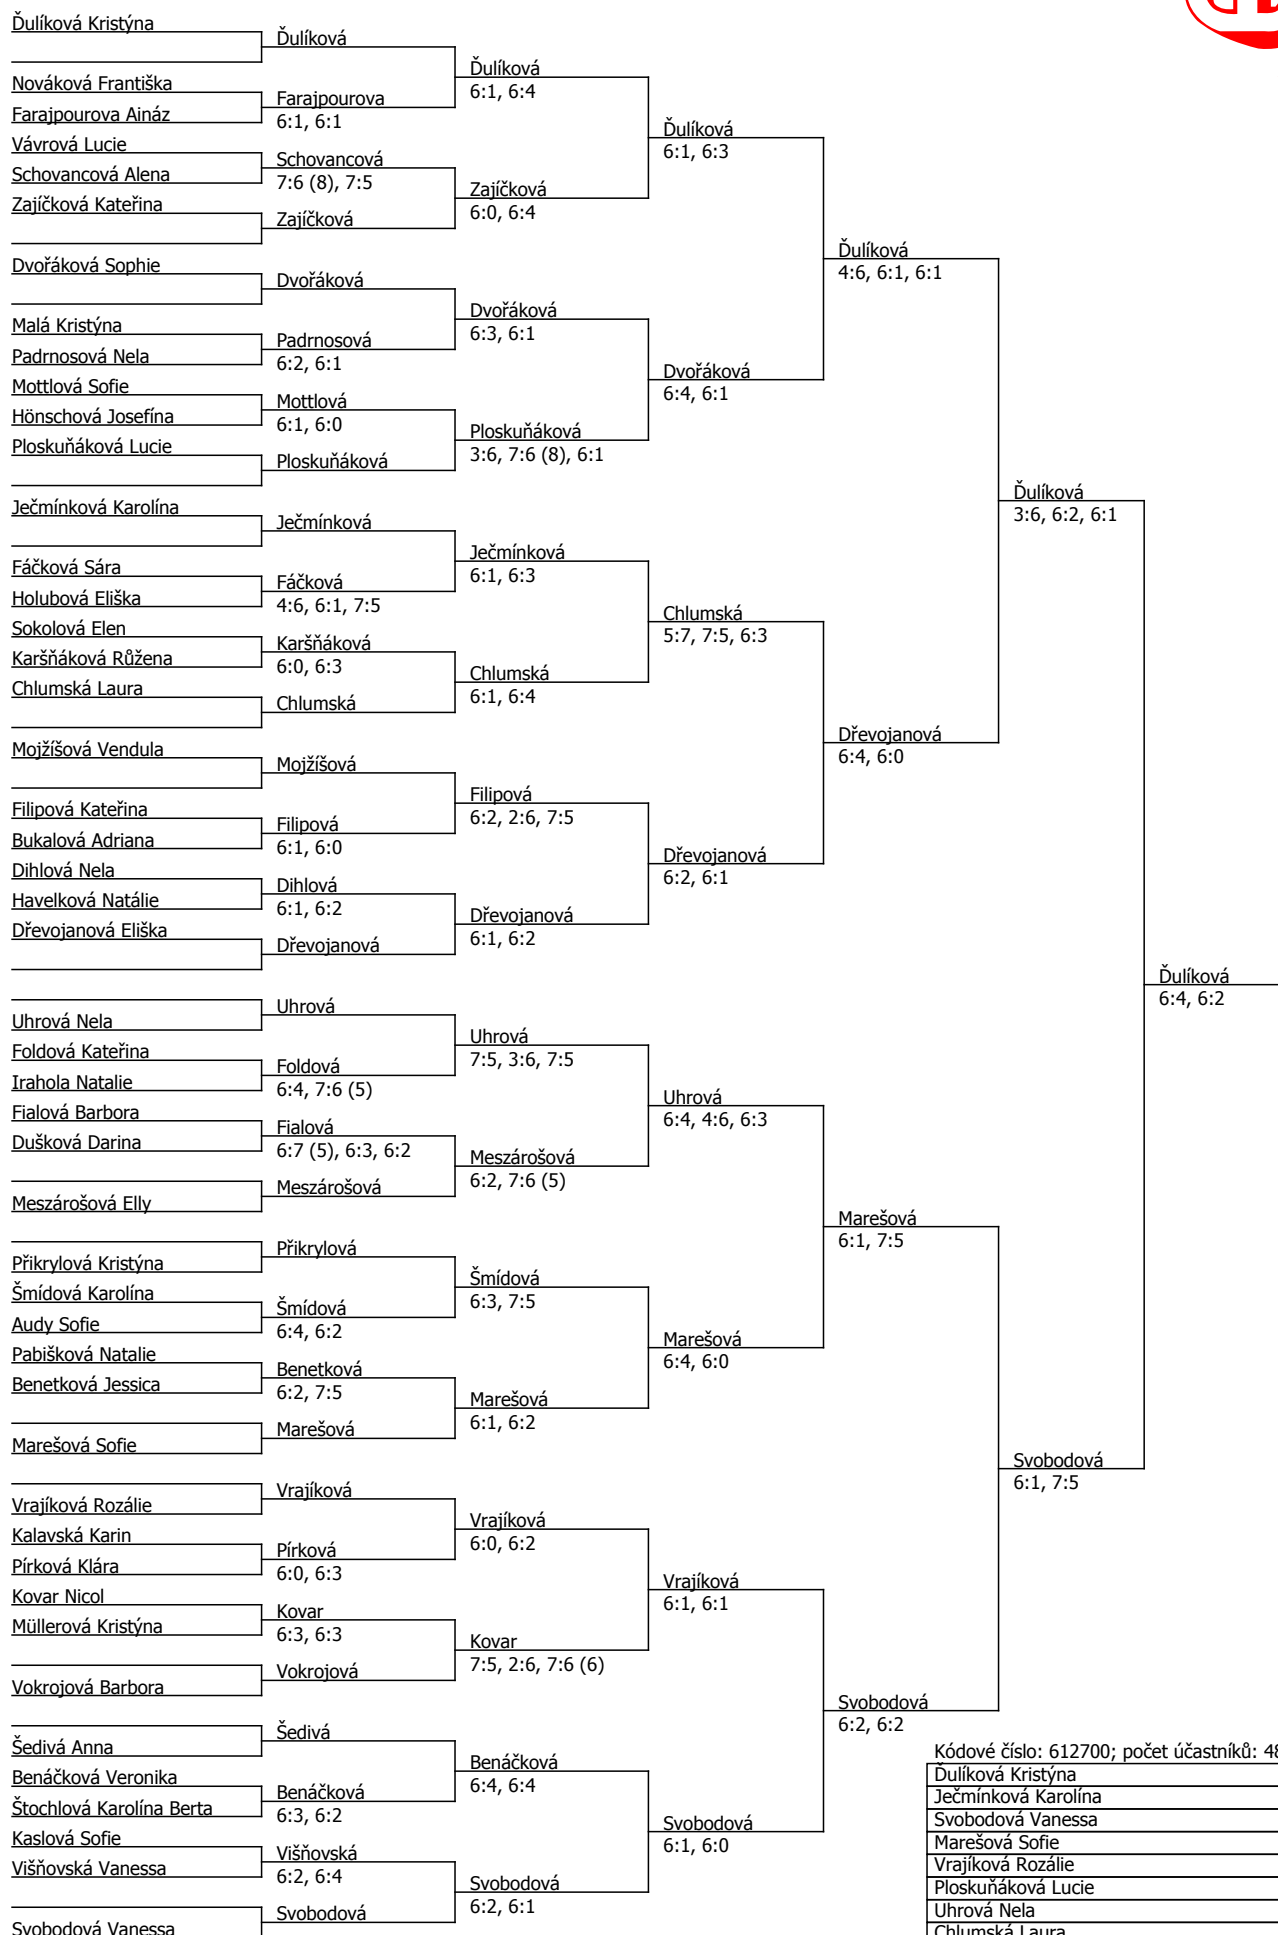 Ďulíková Kristýna
Ďulíková
Ďulíková
6:1, 6:4
Nováková Františka
Farajpourova
Farajpourova Aináz
6:1, 6:1
Ďulíková
6:1, 6:3
Vávrová Lucie
Schovancová
Schovancová Alena
7:6 (8), 7:5
Zajíčková
6:0, 6:4
Zajíčková Kateřina
Zajíčková
Ďulíková
4:6, 6:1, 6:1
Dvořáková Sophie
Dvořáková
Dvořáková
6:3, 6:1
Malá Kristýna
Padrnosová
Padrnosová Nela
6:2, 6:1
Dvořáková
6:4, 6:1
Mottlová Sofie
Mottlová
Hönschová Josefína
6:1, 6:0
Ploskuňáková
3:6, 7:6 (8), 6:1
Ploskuňáková Lucie
Ploskuňáková
Ďulíková
3:6, 6:2, 6:1
Ječmínková Karolína
Ječmínková
Ječmínková
6:1, 6:3
Fáčková Sára
Fáčková
Holubová Eliška
4:6, 6:1, 7:5
Chlumská
5:7, 7:5, 6:3
Sokolová Elen
Karšňáková
Karšňáková Růžena
6:0, 6:3
Chlumská
6:1, 6:4
Chlumská Laura
Chlumská
Dřevojanová
6:4, 6:0
Mojžíšová Vendula
Mojžíšová
Filipová
6:2, 2:6, 7:5
Filipová Kateřina
Filipová
Bukalová Adriana
6:1, 6:0
Dřevojanová
6:2, 6:1
Dihlová Nela
Dihlová
Havelková Natálie
6:1, 6:2
Dřevojanová
6:1, 6:2
Dřevojanová Eliška
Dřevojanová
Ďulíková
6:4, 6:2
Uhrová
Uhrová Nela
Uhrová
7:5, 3:6, 7:5
Foldová Kateřina
Foldová
Irahola Natalie
6:4, 7:6 (5)
Uhrová
6:4, 4:6, 6:3
Fialová Barbora
Fialová
Dušková Darina
6:7 (5), 6:3, 6:2
Meszárošová
6:2, 7:6 (5)
Meszárošová
Meszárošová Elly
Marešová
6:1, 7:5
Přikrylová
Přikrylová Kristýna
Šmídová
6:3, 7:5
Šmídová Karolína
Šmídová
Audy Sofie
6:4, 6:2
Marešová
6:4, 6:0
Pabišková Natalie
Benetková
Benetková Jessica
6:2, 7:5
Marešová
6:1, 6:2
Marešová
Marešová Sofie
Svobodová
6:1, 7:5
Vrajíková
Vrajíková Rozálie
Vrajíková
6:0, 6:2
Kalavská Karin
Pírková
Pírková Klára
6:0, 6:3
Vrajíková
6:1, 6:1
Kovar Nicol
Kovar
Müllerová Kristýna
6:3, 6:3
Kovar
7:5, 2:6, 7:6 (6)
Vokrojová
Vokrojová Barbora
Svobodová
6:2, 6:2
Šedivá
Šedivá Anna
Benáčková
6:4, 6:4
Benáčková Veronika
Benáčková
Štochlová Karolína Berta
6:3, 6:2
Svobodová
6:1, 6:0
Kaslová Sofie
Višňovská
Višňovská Vanessa
6:2, 6:4
Svobodová
6:2, 6:1
Svobodová
Svobodová Vanessa
Kódové číslo: 612700; počet účastníků: 48
Ďulíková Kristýna
Ječmínková Karolína
Svobodová Vanessa
Marešová Sofie
Vrajíková Rozálie
Ploskuňáková Lucie
Uhrová Nela
Chlumská Laura